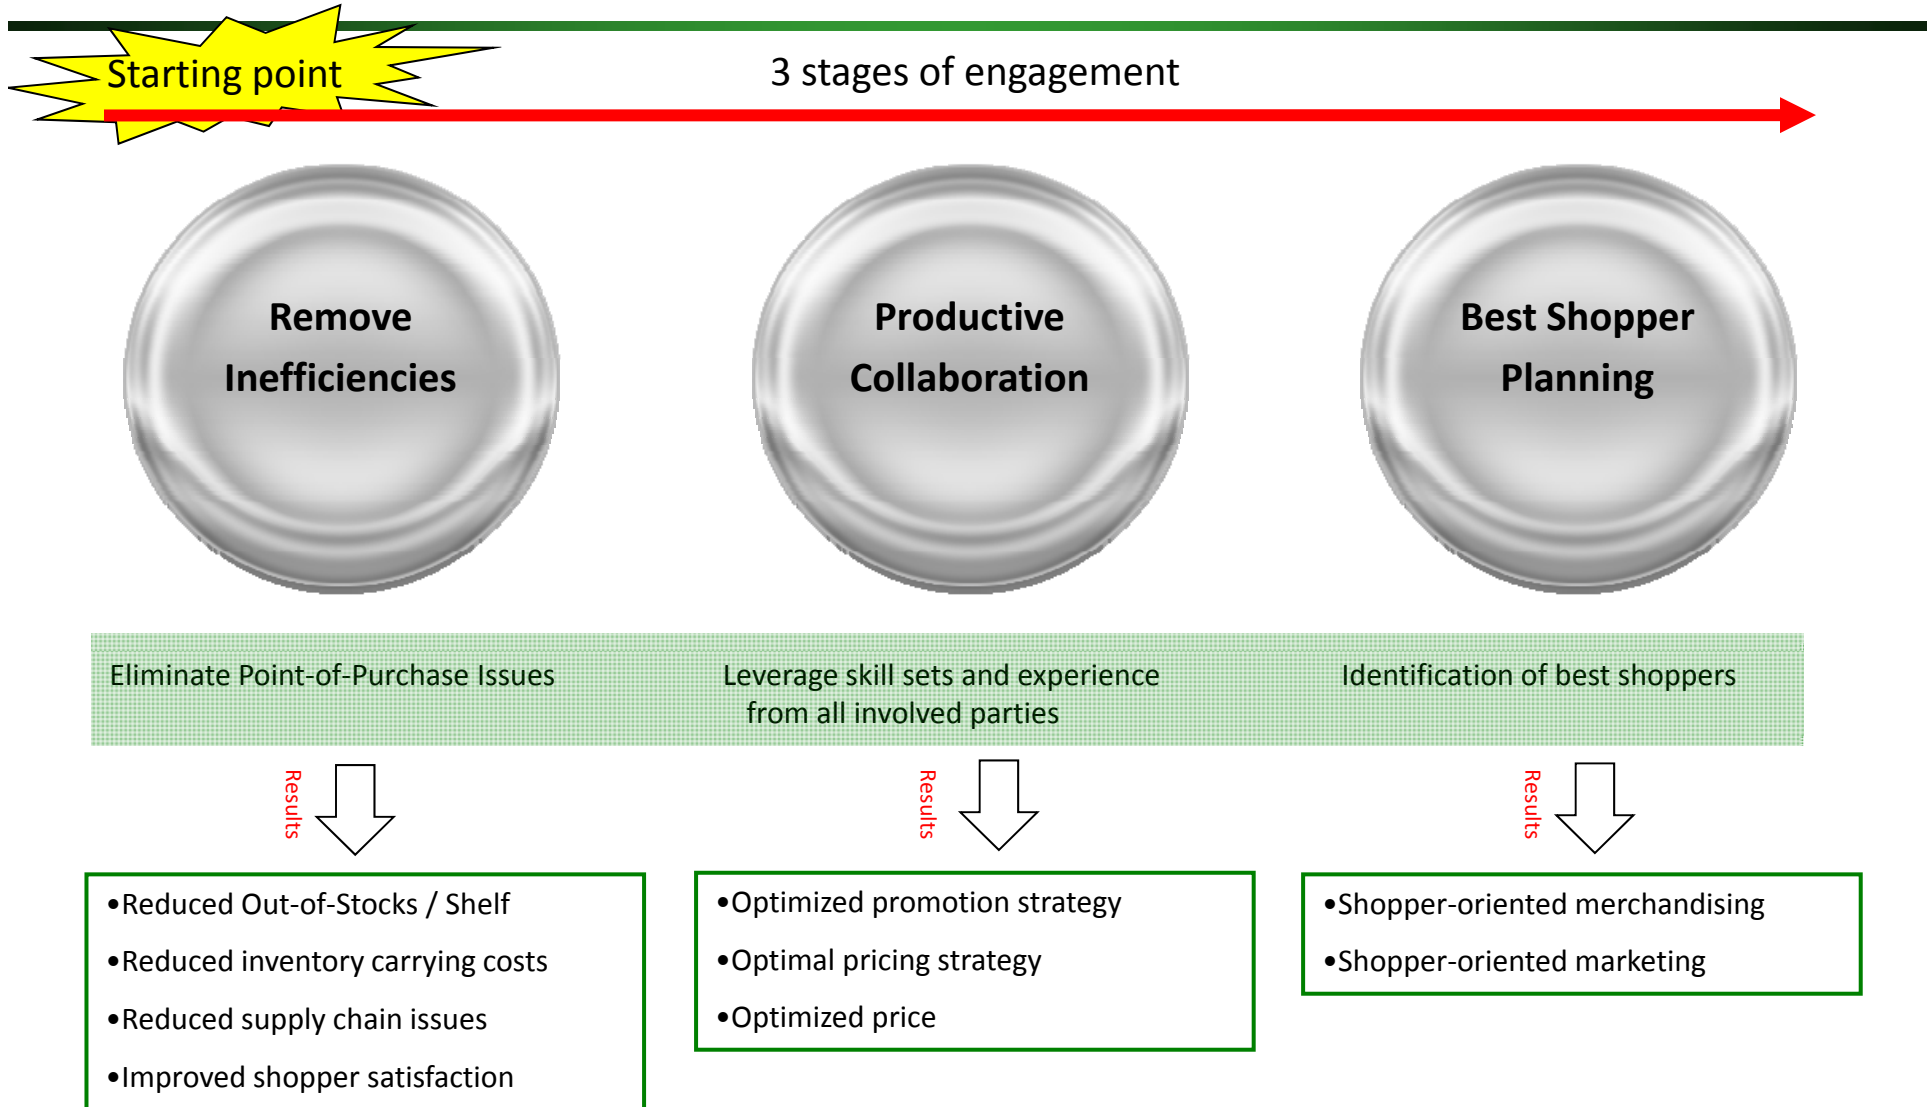 Starting point
3 stages of engagement
Remove
Inefficiencies
Productive
Collaboration
Best Shopper
Planning
Eliminate Point-of-Purchase Issues
Leverage skill sets and experience
from all involved parties
Identification of best shoppers
Results
Results
Results
•Reduced Out-of-Stocks / Shelf
•Reduced inventory carrying costs
•Reduced supply chain issues
•Improved shopper satisfaction
•Optimized promotion strategy
•Optimal pricing strategy
•Optimized price
•Shopper-oriented merchandising
•Shopper-oriented marketing